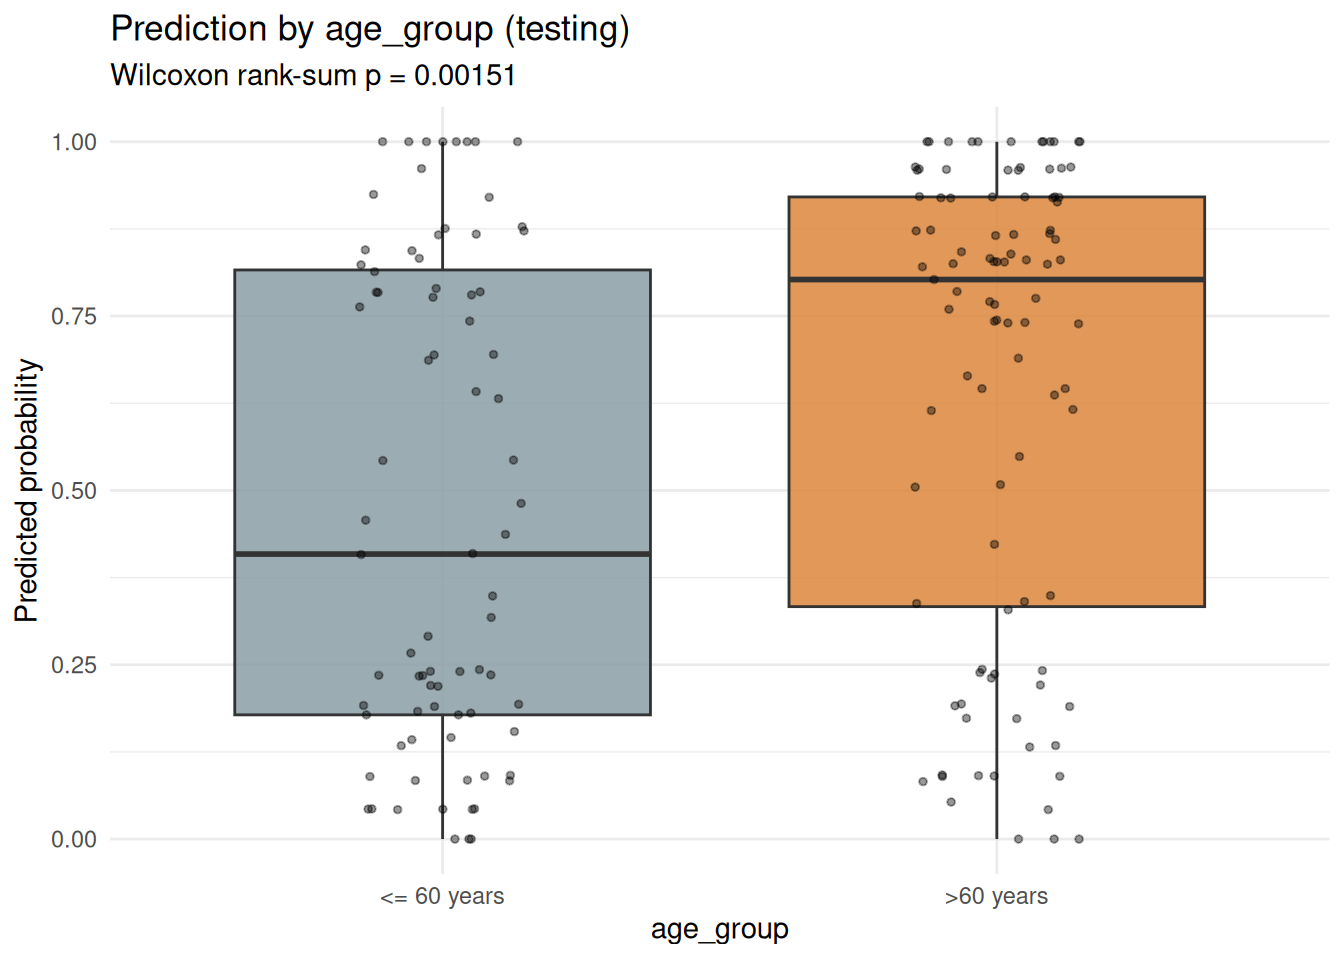 Prediction by age_group (testing)
Wilcoxon rank-sum p = 0.00151
1.00
0.75
0.50
0.25
0.00
Predicted probability
<= 60 years
>60 years
age_group